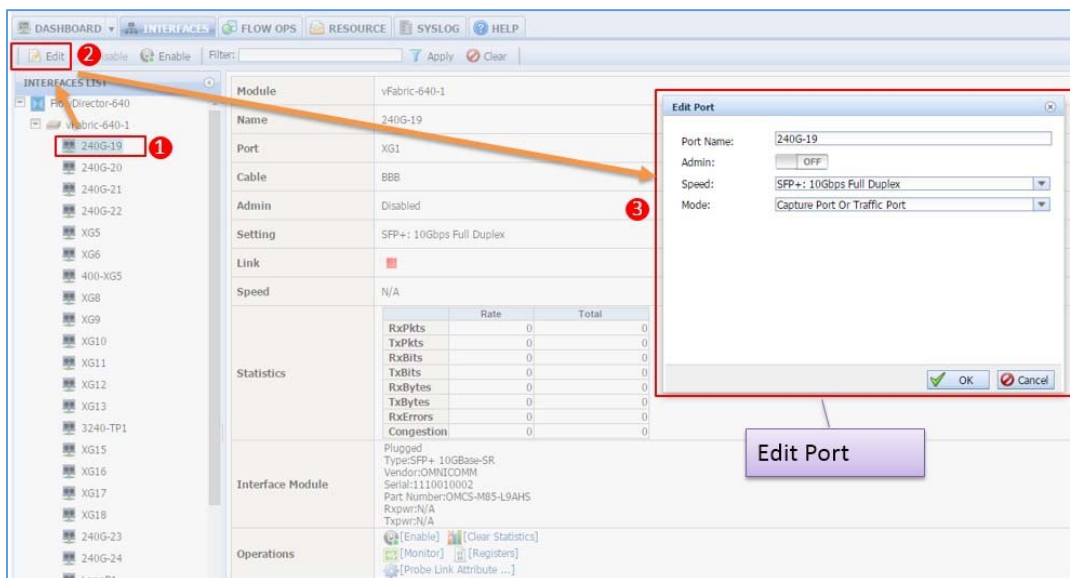 DASHBOARD INTERFACES FLOW OPS RESOURCE SYSLOG HELP
Edit 2 Enable Filter: Apply Clear
INTERFACES LIST
vFabric-640-1
240G-19 1
240G-20
240G-21
240G-22
XG5
XG6
400-XG5
XG8
XG9
XG10
XG11
XG12
XG13
3240-TP1
XG15
XG16
XG17
XG18
240G-23
240G-24
Module vFabric-640-1
Name 240G-19
Port XG1
Cable BBB
Admin Disabled
Setting SFP+: 10Gbps Full Duplex
Link
Speed N/A
Statistics
Rate Total
RxPkts 0 0
TxPkts 0 0
RxBits 0 0
TxBits 0 0
RxBytes 0 0
TxBytes 0 0
RxErrors 0 0
Congestion 0 0
Interface Module
Plugged
Type:SFP+ 10GBase-SR
Vendor:OMNICOMM
Serial:1110010002
Part Number:OMCS-M85-L9AHS
Rxpwr:N/A
Txpwr:N/A
Operations
[Enable] [Clear Statistics]
[Monitor] [Registers]
[Probe Link Attribute ...]
3
Edit Port
Port Name: 240G-19
Admin: OFF
Speed: SFP+: 10Gbps Full Duplex
Mode: Capture Port Or Traffic Port
OK Cancel
Edit Port